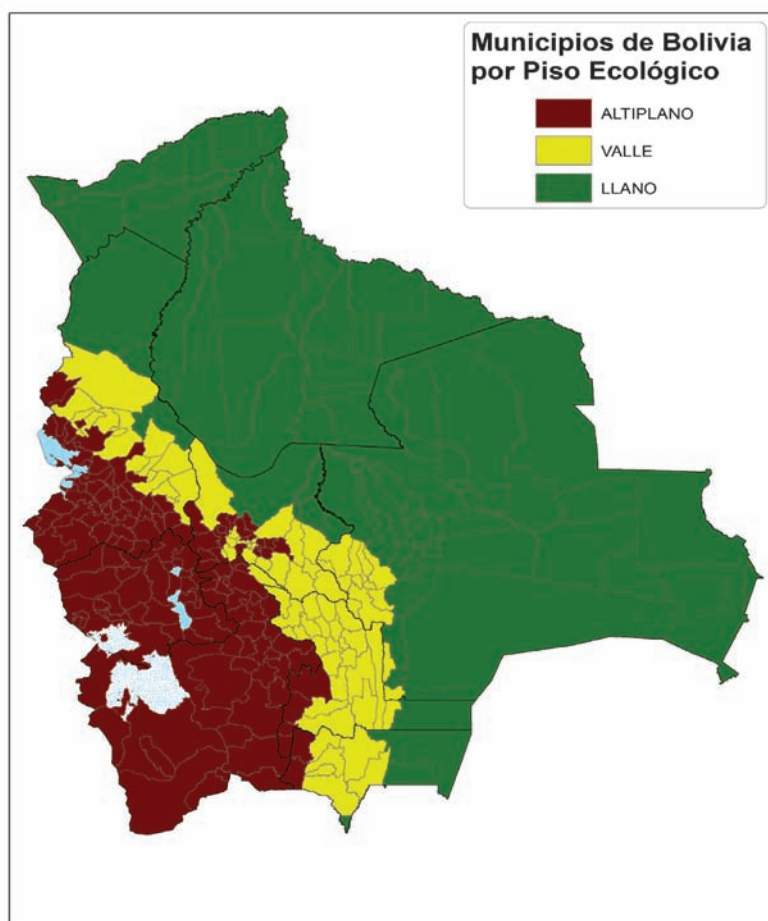 Municipios de Bolivia
por Piso Ecológico
ALTIPLANO
VALLE
LLANO